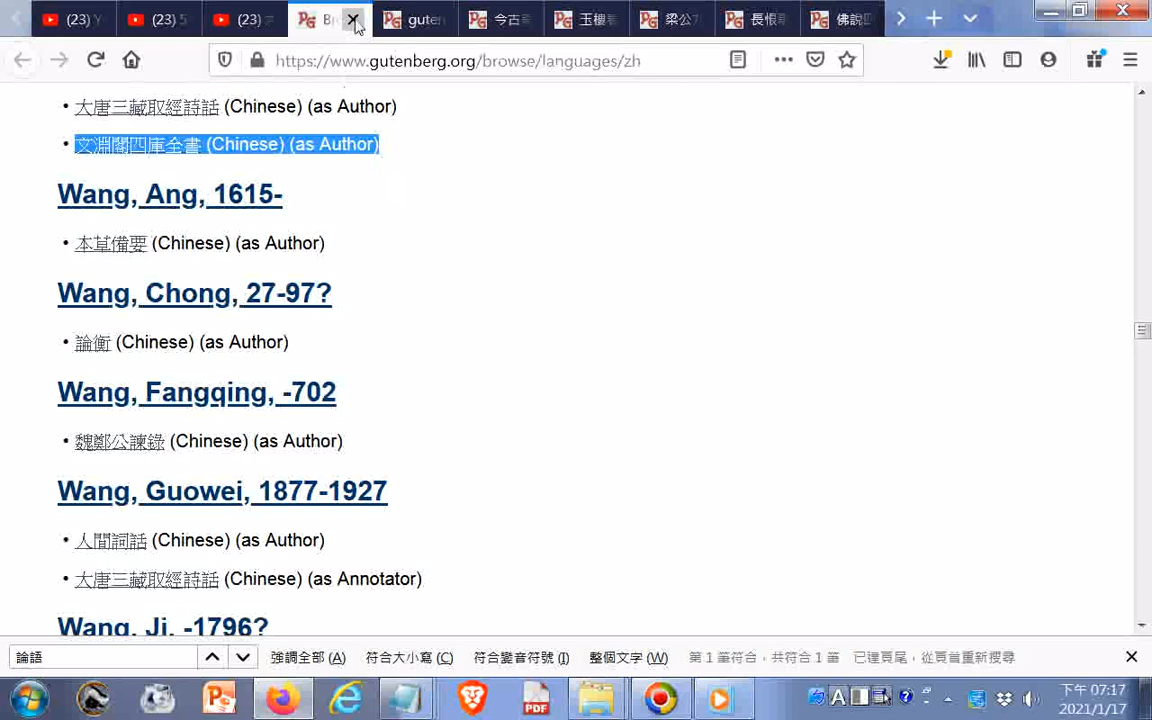 (23) Y
(23) 5
(23)
Br
guten
今古
玉樓
梁公
長恨
佛說
https://www.gutenberg.org/browse/languages/zh
• 大唐三藏取經詩話 (Chinese) (as Author)
• 文淵閣四庫全書 (Chinese) (as Author)
Wang, Ang, 1615-
• 本草備要 (Chinese) (as Author)
Wang, Chong, 27-97?
• 論衡 (Chinese) (as Author)
Wang, Fangqing, -702
• 魏鄭公諫錄 (Chinese) (as Author)
Wang, Guowei, 1877-1927
• 人間詞話 (Chinese) (as Author)
• 大唐三藏取經詩話 (Chinese) (as Annotator)
Wang, Ji, -1796?
論語 強調全部 (A) 符合大小寫 (C) 符合變音符號 (I) 整個文字 (W) 第 1 筆符合，共符合 1 筆 已達頁尾，從頁首重新搜尋
PDF
A
下午 07:17
2021/1/17